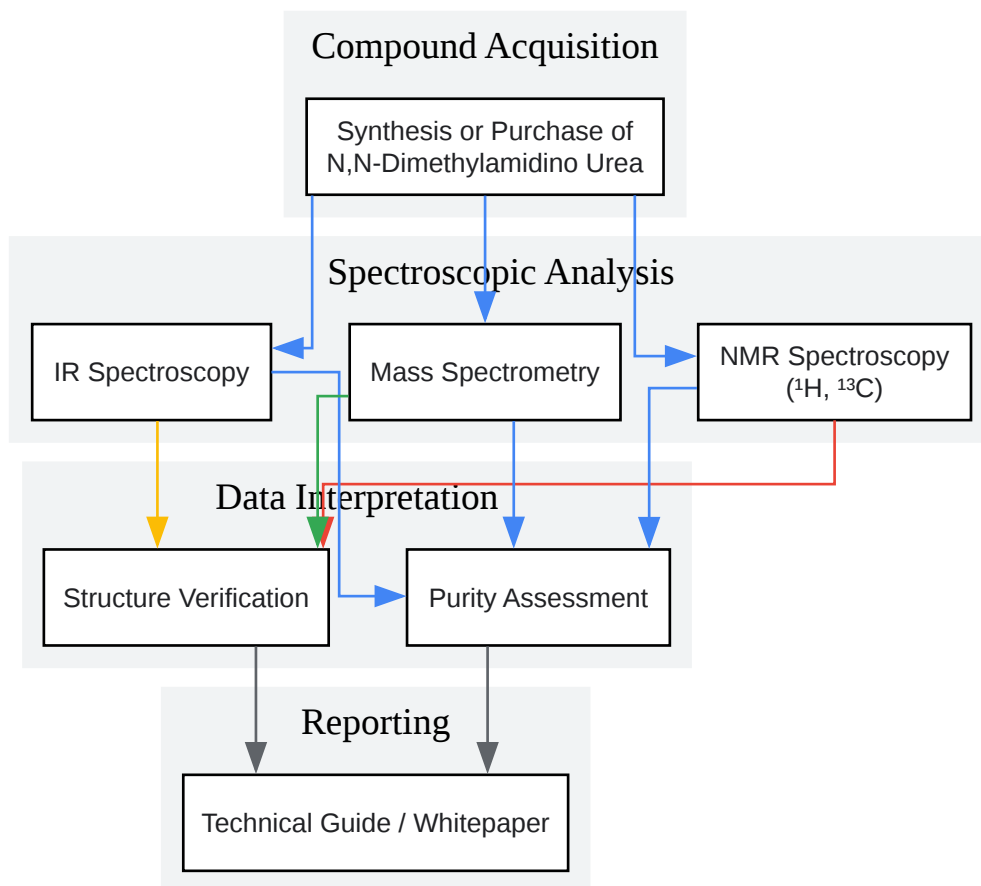 Compound Acquisition
Synthesis or Purchase of
N,N-Dimethylamidino Urea
Spectroscopic Analysis
IR Spectroscopy
Mass Spectrometry
NMR Spectroscopy
(¹H, ¹³C)
Data Interpretation
Structure Verification
Purity Assessment
Reporting
Technical Guide / Whitepaper